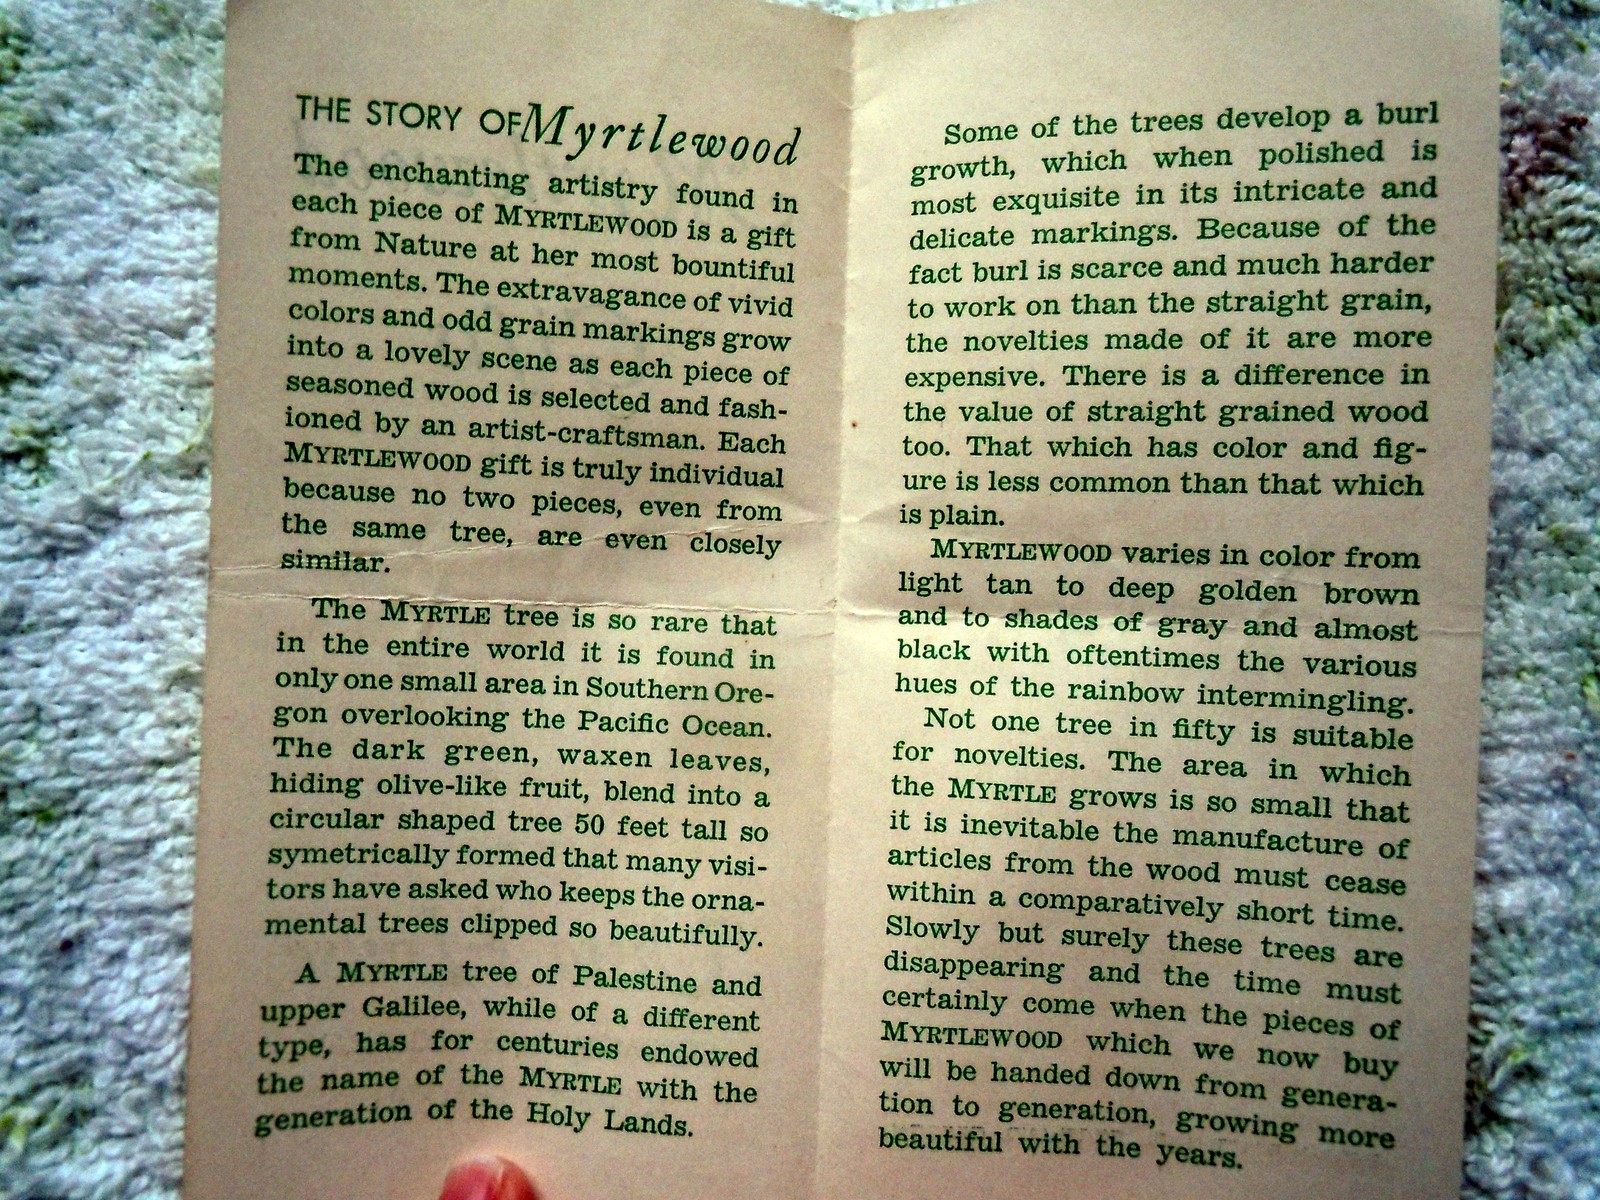 THE STORY OF Myrtlewood
The enchanting artistry found in
each piece of MYRTLEWOOD is a gift
from Nature at her most bountiful
moments. The extravagance of vivid
colors and odd grain markings grow
into a lovely scene as each piece of
seasoned wood is selected and fash-
ioned by an artist-craftsman. Each
MYRTLEWOOD gift is truly individual
because no two pieces, even from
the same tree, are even closely
similar.
The MYRTLE tree is so rare that
in the entire world it is found in
only one small area in Southern Ore-
gon overlooking the Pacific Ocean.
The dark green, waxen leaves,
hiding olive-like fruit, blend into a
circular shaped tree 50 feet tall so
symetrically formed that many visi-
tors have asked who keeps the orna-
mental trees clipped so beautifully.
A MYRTLE tree of Palestine and
upper Galilee, while of a different
type, has for centuries endowed
the name of the MYRTLE with the
generation of the Holy Lands.
Some of the trees develop a burl
growth, which when polished is
most exquisite in its intricate and
delicate markings. Because of the
fact burl is scarce and much harder
to work on than the straight grain,
the novelties made of it are more
expensive. There is a difference in
the value of straight grained wood
too. That which has color and fig-
ure is less common than that which
is plain.
MYRTLEWOOD varies in color from
light tan to deep golden brown
and to shades of gray and almost
black with oftentimes the various
hues of the rainbow intermingling.
Not one tree in fifty is suitable
for novelties. The area in which
the MYRTLE grows is so small that
it is inevitable the manufacture of
articles from the wood must cease
within a comparatively short time.
Slowly but surely these trees are
disappearing and the time must
certainly come when the pieces of
MYRTLEWOOD which we now buy
will be handed down from genera-
tion to generation, growing more
beautiful with the years.